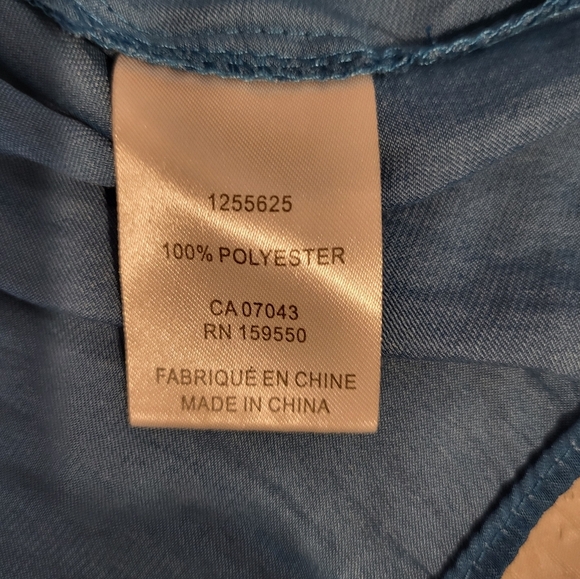 1255625
100% POLYESTER
CA 07043
RN 159550
FABRIQUÉ EN CHINE
MADE IN CHINA